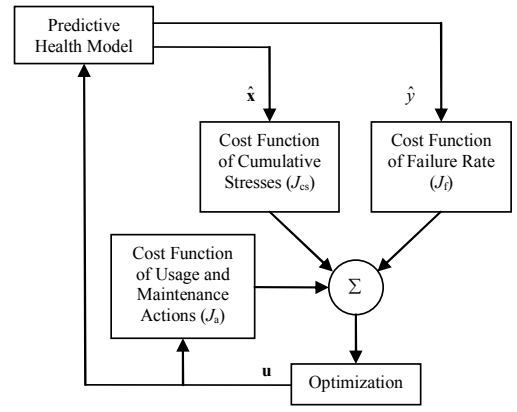 Predictive
Health Model
x̂
ŷ
Cost Function
of Cumulative
Stresses (Jcs)
Cost Function
of Failure Rate
(Jf)
Cost Function
of Usage and
Maintenance
Actions (Ja)
Σ
u
Optimization